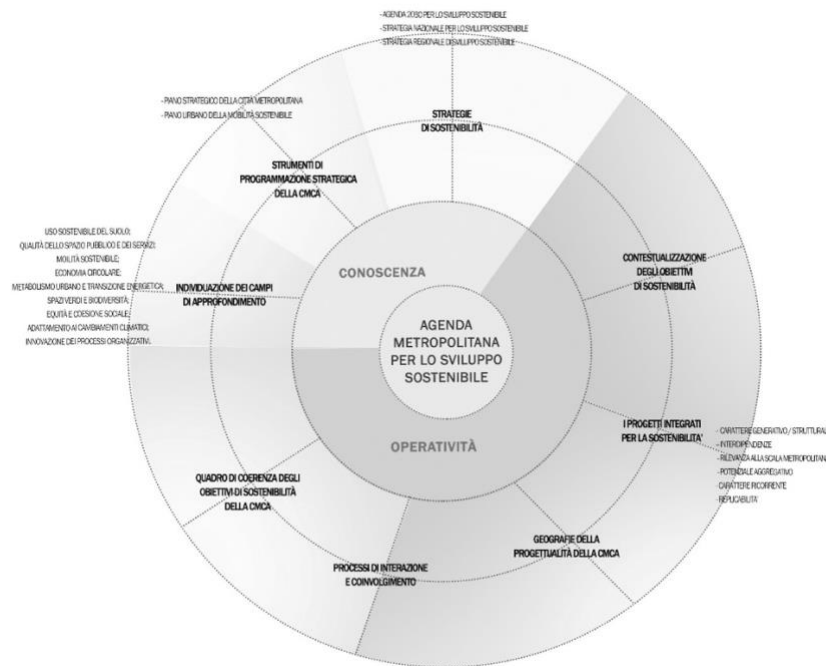 - AGENDA 2030 PER LO SVILUPPO SOSTENIBILE
- STRATEGIA NAZIONALE PER LO SVILUPPO SOSTENIBILE
- STRATEGIA REGIONALE DI SVILUPPO SOSTENIBILE
STRATEGIE
DI SOSTENIBILITÀ
- PIANO STRATEGICO DELLA CITTÀ METROPOLITANA
- PIANO URBANO DELLA MOBILITÀ SOSTENIBILE
STRUMENTI DI
PROGRAMMAZIONE STRATEGICA
DELLA CMCA
USO SOSTENIBILE DEL SUOLO;
QUALITÀ DELLO SPAZIO PUBBLICO E DEI SERVIZI;
MOILITÀ SOSTENIBILE;
ECONOMIA CIRCOLARE;
METABOLISMO URBANO E TRANSIZIONE ENERGETICA;
SPAZI VERDI E BIODIVERSITÀ;
EQUITÀ E COESIONE SOCIALE;
ADATTAMENTO AI CAMBIAMENTI CLIMATICI;
INNOVAZIONE DEI PROCESSI ORGANIZZATIVI.
INDIVIDUAZIONE DEI CAMPI
DI APPROFONDIMENTO
CONOSCENZA
CONTESTUALIZZAZIONE
DEGLI OBIETTIVI
DI SOSTENIBILITÀ
AGENDA
METROPOLITANA
PER LO SVILUPPO
SOSTENIBILE
OPERATIVITÀ
I PROGETTI INTEGRATI
PER LA SOSTENIBILITA'
- CARATTERE GENERATIVO / STRUTTURAL
- INTERDIPENDENZE
- RILEVANZA ALLA SCALA METROPOLITANA
- POTENZIALE AGGREGATIVO
- CARATTERE RICORRENTE
- REPLICABILITA'
QUADRO DI COERENZA DEGLI
OBIETTIVI DI SOSTENIBILITÀ
DELLA CMCA
GEOGRAFIE DELLA
PROGETTUALITÀ DELLA CMCA
PROCESSI DI INTERAZIONE
E COINVOLGIMENTO